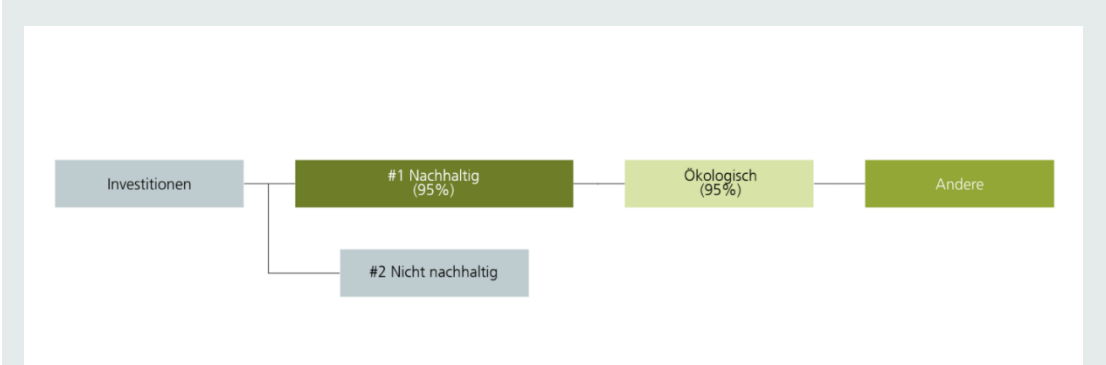 Investitionen
#1 Nachhaltig
(95%)
Ökologisch
(95%)
Andere
#2 Nicht nachhaltig